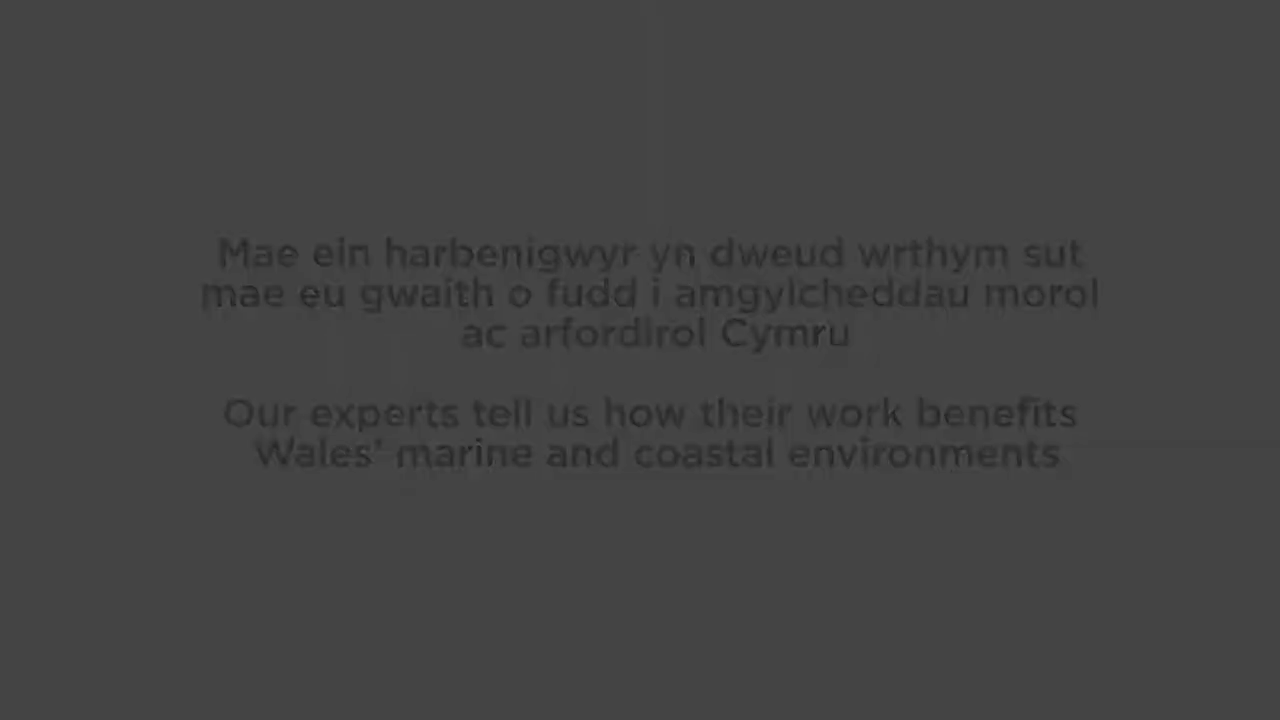 Mae ein harbenigwyr yn dweud wrthym sut
mae eu gwaith o fudd i amgylcheddau morol
ac arfordirol Cymru
Our experts tell us how their work benefits
Wales' marine and coastal environments